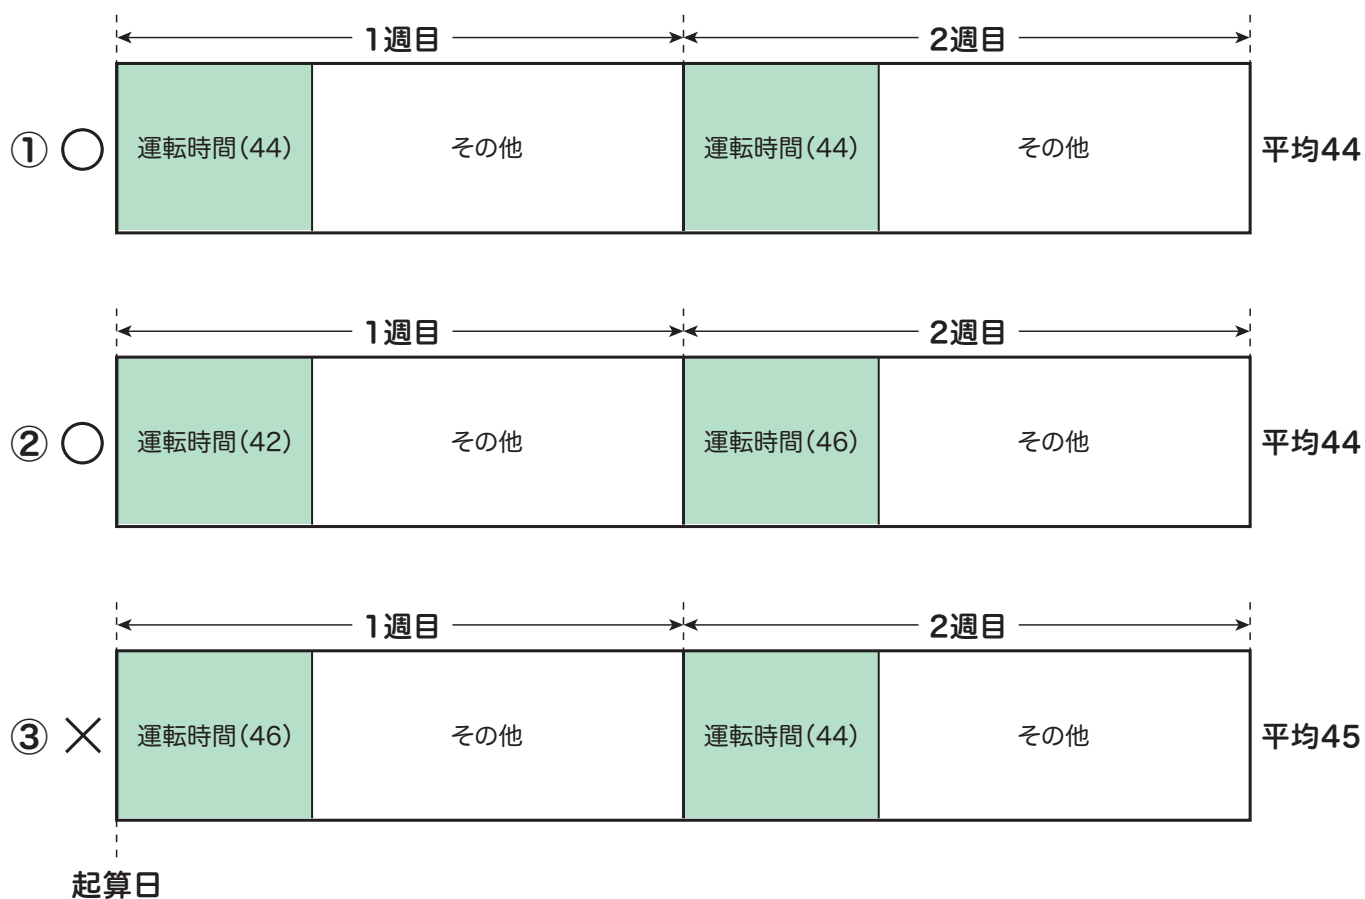 1週目 2週目
① ○ 運転時間(44) その他 運転時間(44) その他 平均44
1週目 2週目
② ○ 運転時間(42) その他 運転時間(46) その他 平均44
1週目 2週目
③ × 運転時間(46) その他 運転時間(44) その他 平均45
起算日